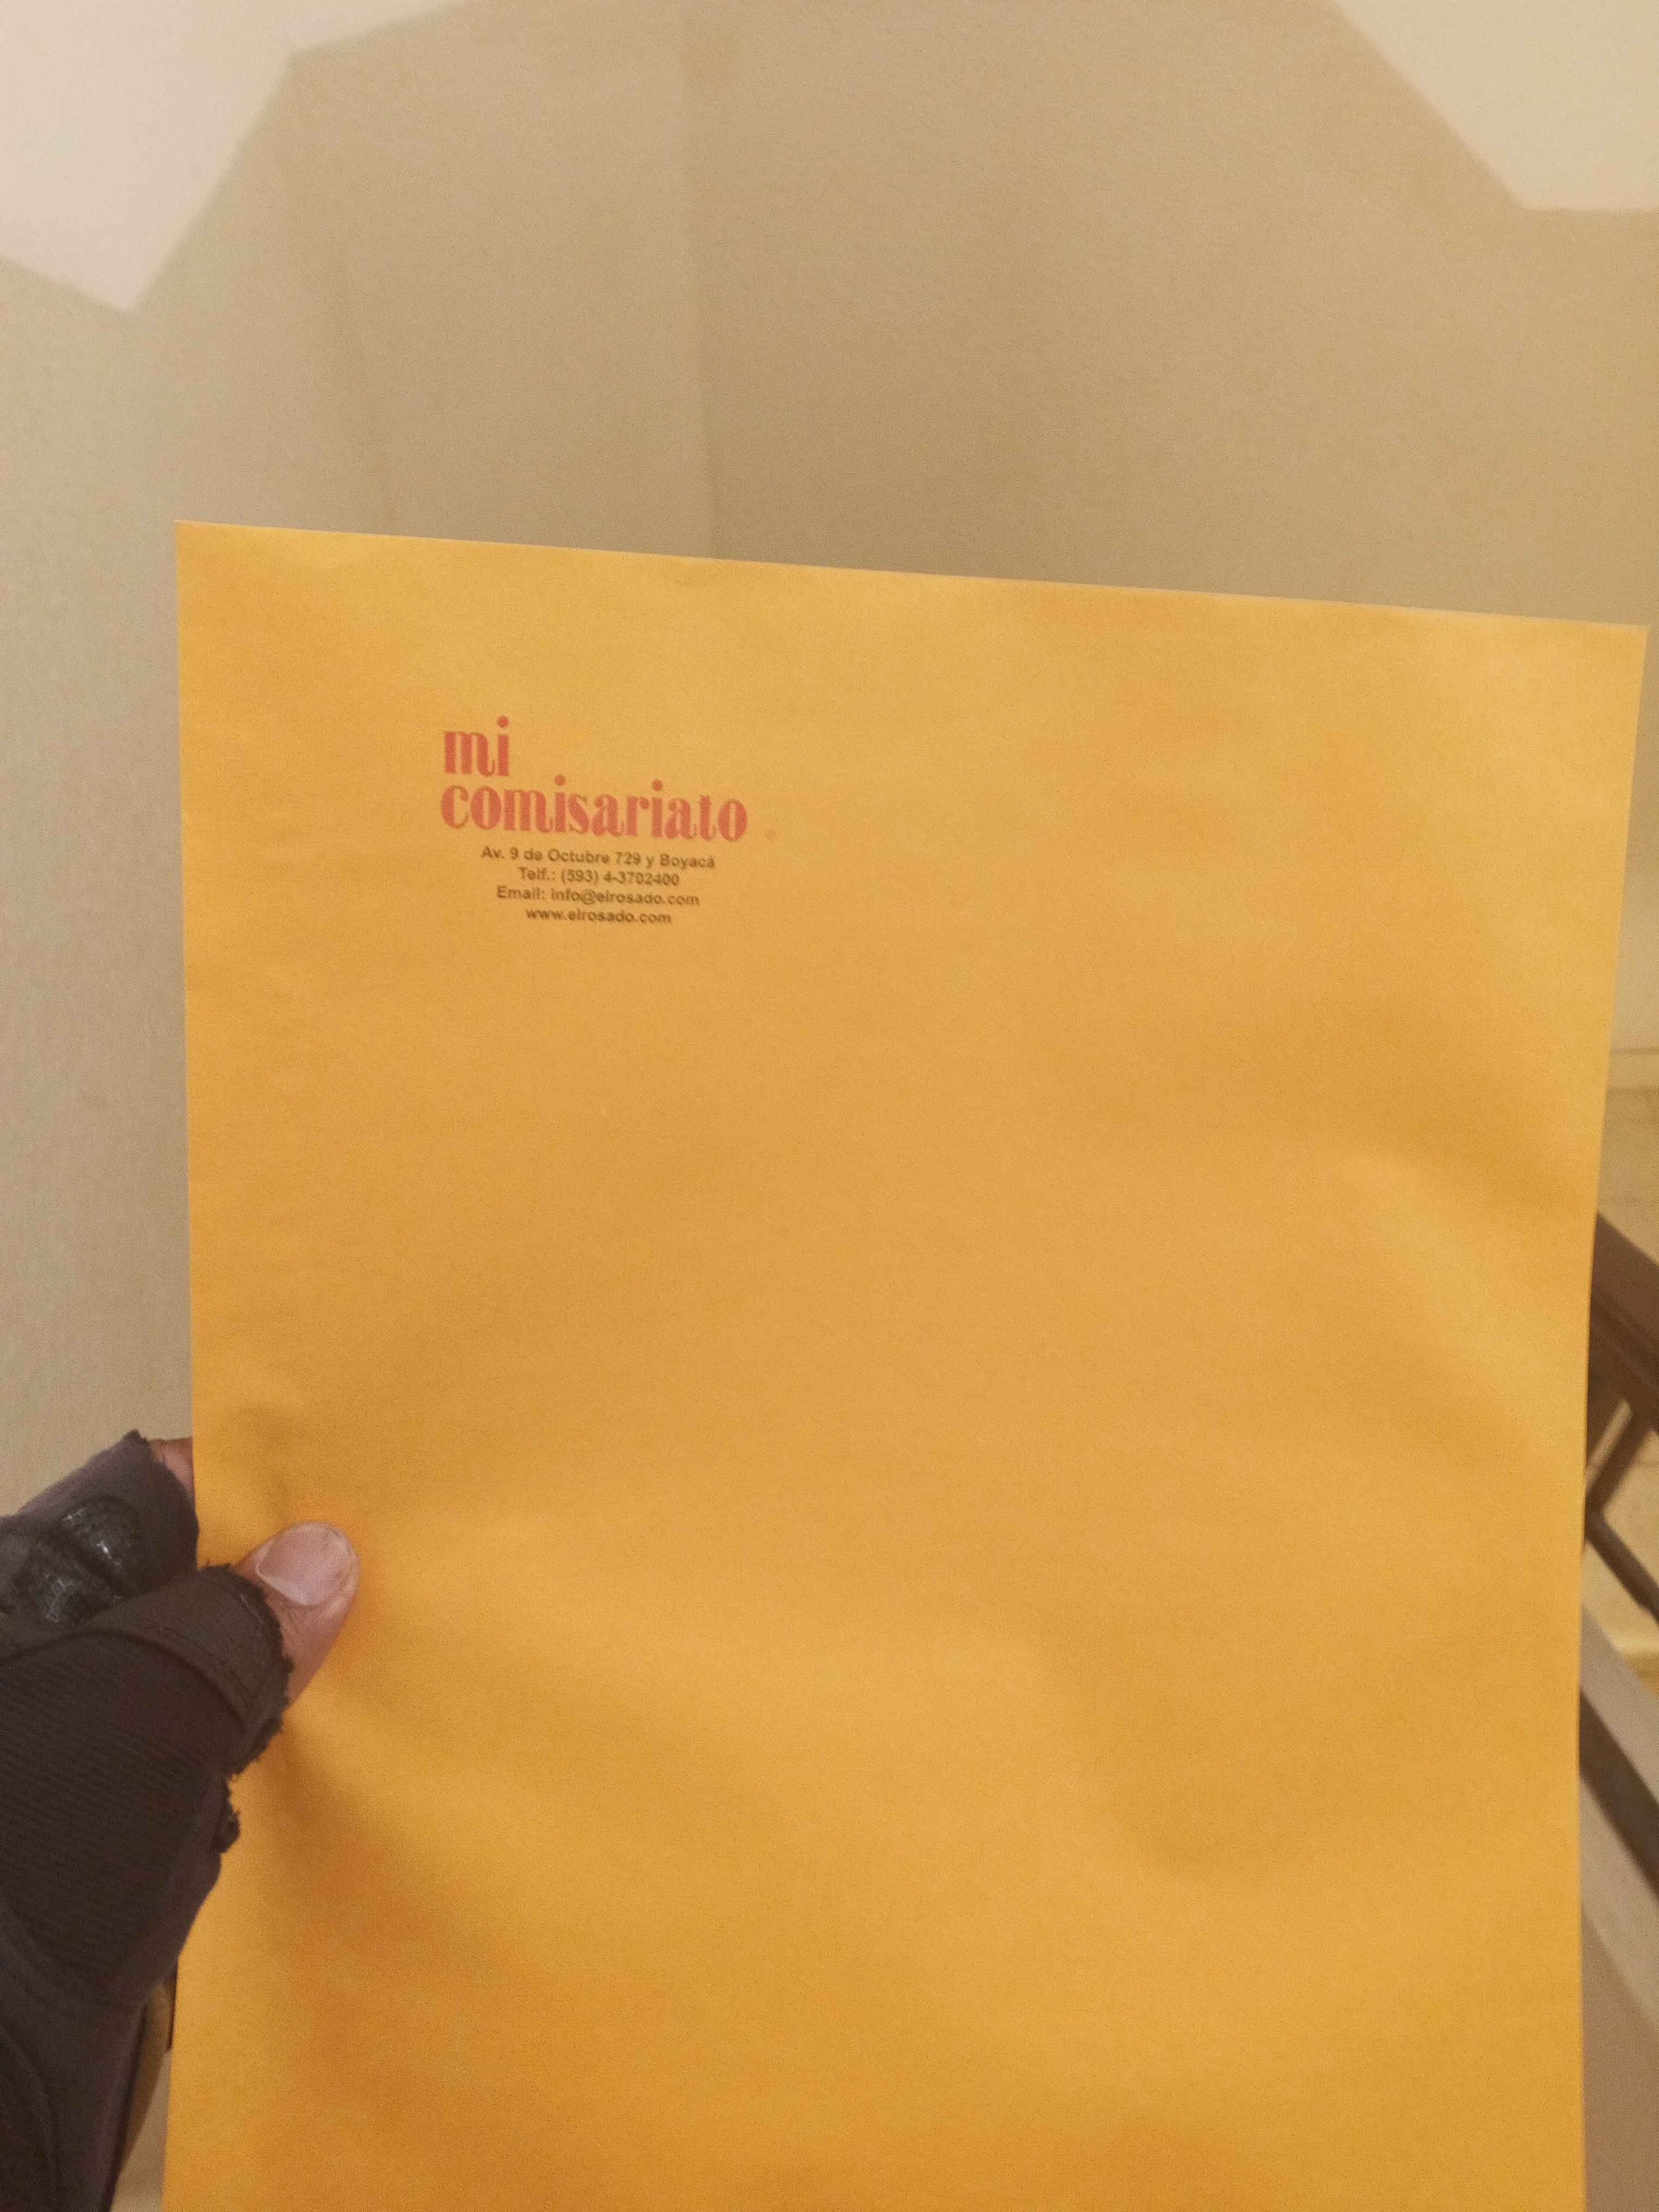 mi
comisariato
Av. 9 de Octubre 729 y Boyacá
Telf.: (593) 4-3702400
Email: info@elrosado.com
www.elrosado.com